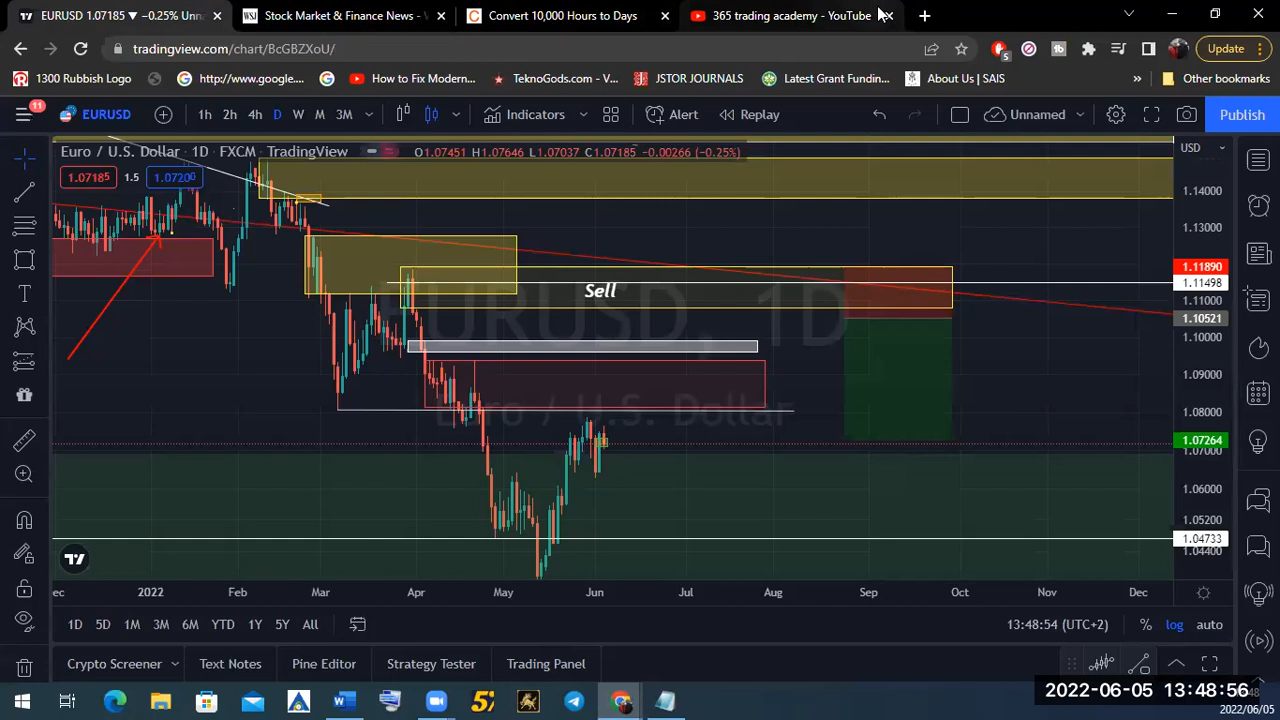 EURUSD 1.07185 ▼ −0.25% Unn
Stock Market & Finance News - V
Convert 10,000 Hours to Days
365 trading academy - YouTube
tradingview.com/chart/BcGBZXoU/
5
Update
1300 Rubbish Logo
http://www.google...
How to Fix Modern...
TeknoGods.com - V...
JSTOR JOURNALS
Latest Grant Funding...
About Us | SAIS
»
Other bookmarks
11
EURUSD
1h 2h 4h D W M 3M
Indicators
Alert
Replay
Unnamed
Publish
Euro / U.S. Dollar · 1D · FXCM · TradingView
O1.07451 H1.07646 L1.07037 C1.07185 −0.00266 (−0.25%)
USD
1.07185
1.5
1.07200
Sell
EURUSD, 1D
Euro / U.S. Dollar
1.14000
1.13000
1.11890
1.11498
1.11000
1.10521
1.10000
1.09000
1.08000
1.07264
1.07000
1.06000
1.05200
1.04733
1.04400
2022 Feb Mar Apr May Jun Jul Aug Sep Oct Nov Dec
1D 5D 1M 3M 6M YTD 1Y 5Y All
13:48:54 (UTC+2)
% log auto
Crypto Screener
Text Notes
Pine Editor
Strategy Tester
Trading Panel
2022-06-05 13:48:56
2022/06/05